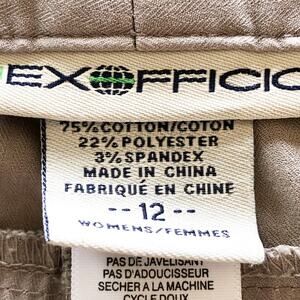 EXOFFICIO
75% COTTON/COTON
22% POLYESTER
3% SPANDEX
MADE IN CHINA
FABRIQUÉ EN CHINE
-- 12 --
WOMENS/FEMMES
PAS DE JAVELISANT
PAS D'ADOUCISSEUR
SECHER A LA MACHINE
CYCLE DOUX